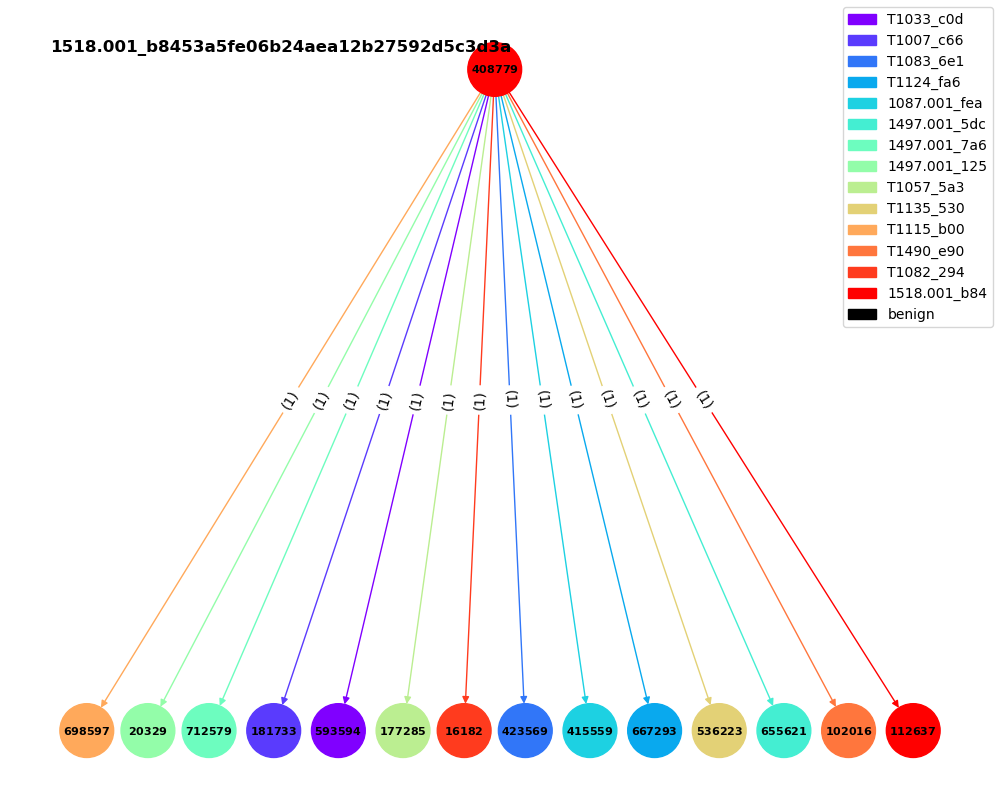 1518.001_b8453a5fe06b24aea12b27592d5c3d3a
408779
T1033_c0d
T1007_c66
T1083_6e1
T1124_fa6
1087.001_fea
1497.001_5dc
1497.001_7a6
1497.001_125
T1057_5a3
T1135_530
T1115_b00
T1490_e90
T1082_294
1518.001_b84
benign
(1) (1) (1) (1) (1) (1) (1) (1) (1) (1) (1) (1) (1) (1)
698597 20329 712579 181733 593594 177285 16182 423569 415559 667293 536223 655621 102016 112637